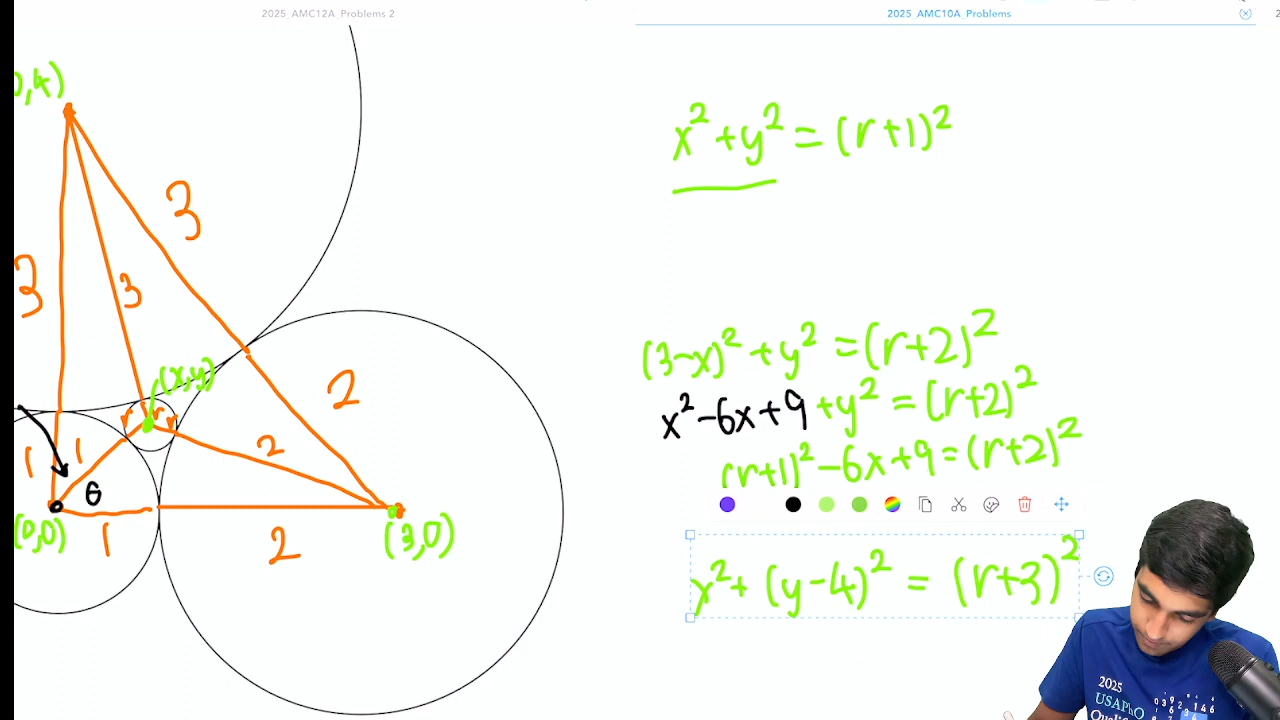 2025_AMC12A_Problems 2
2025_AMC10A_Problems
,4)
3
3
3
2
(x,y)
r
r
r
2
1
1
θ
(0,0)
1
2
(3,0)
x² + y² = (r+1)²
(3-x)² + y² = (r+2)²
x² - 6x + 9 + y² = (r+2)²
(r+1)² - 6x + 9 = (r+2)²
x² + (y-4)² = (r+3)²
2025
USAPhO